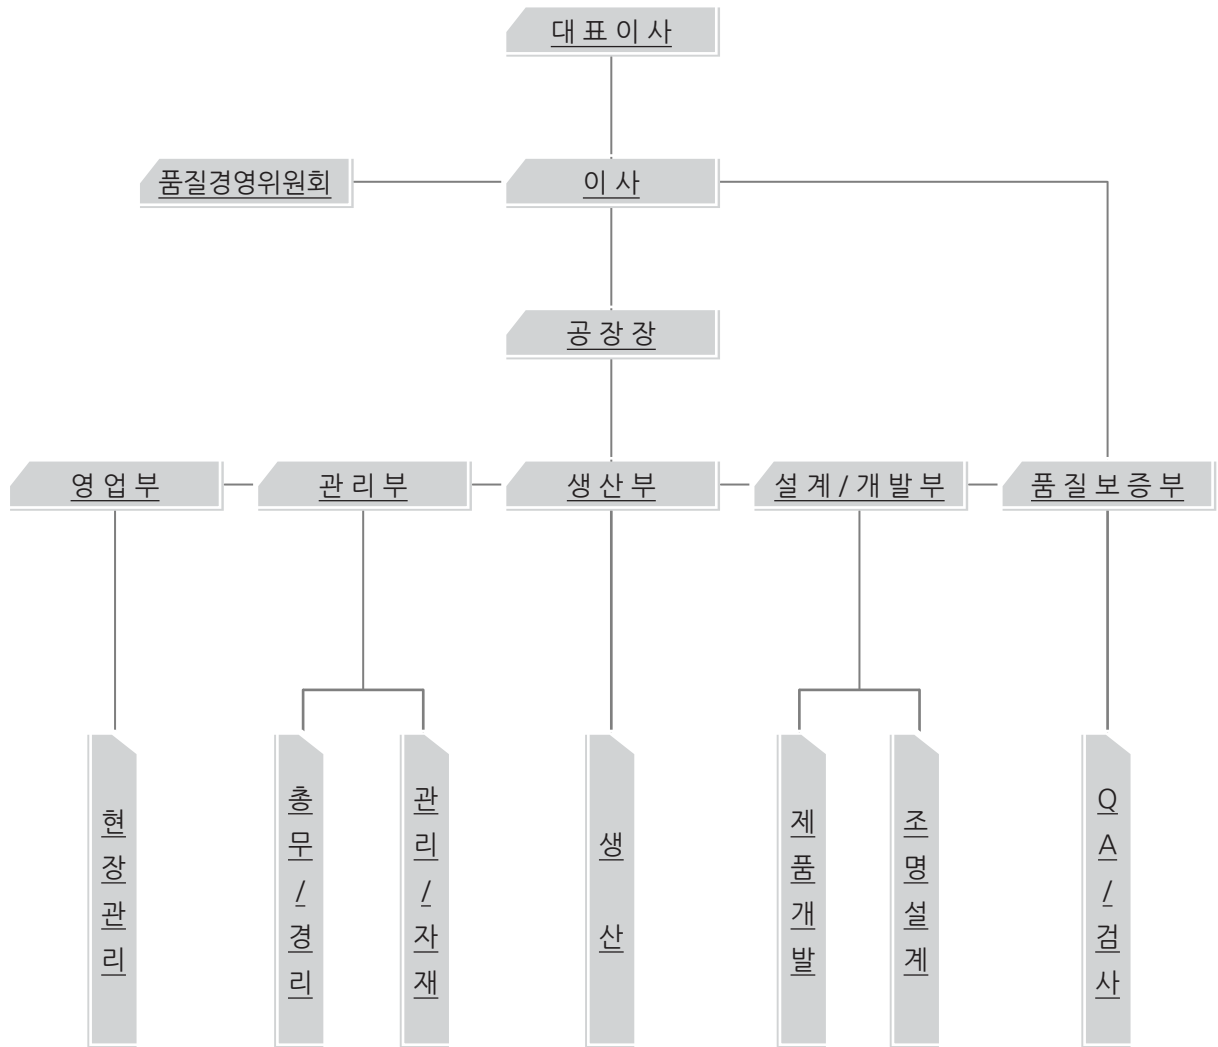 대표이사
품질경영위원회
이사
공장장
영업부
관리부
생산부
설계/개발부
품질보증부
현장관리
총무/경리
관리/자재
생산
제품개발
조명설계
QA/검사